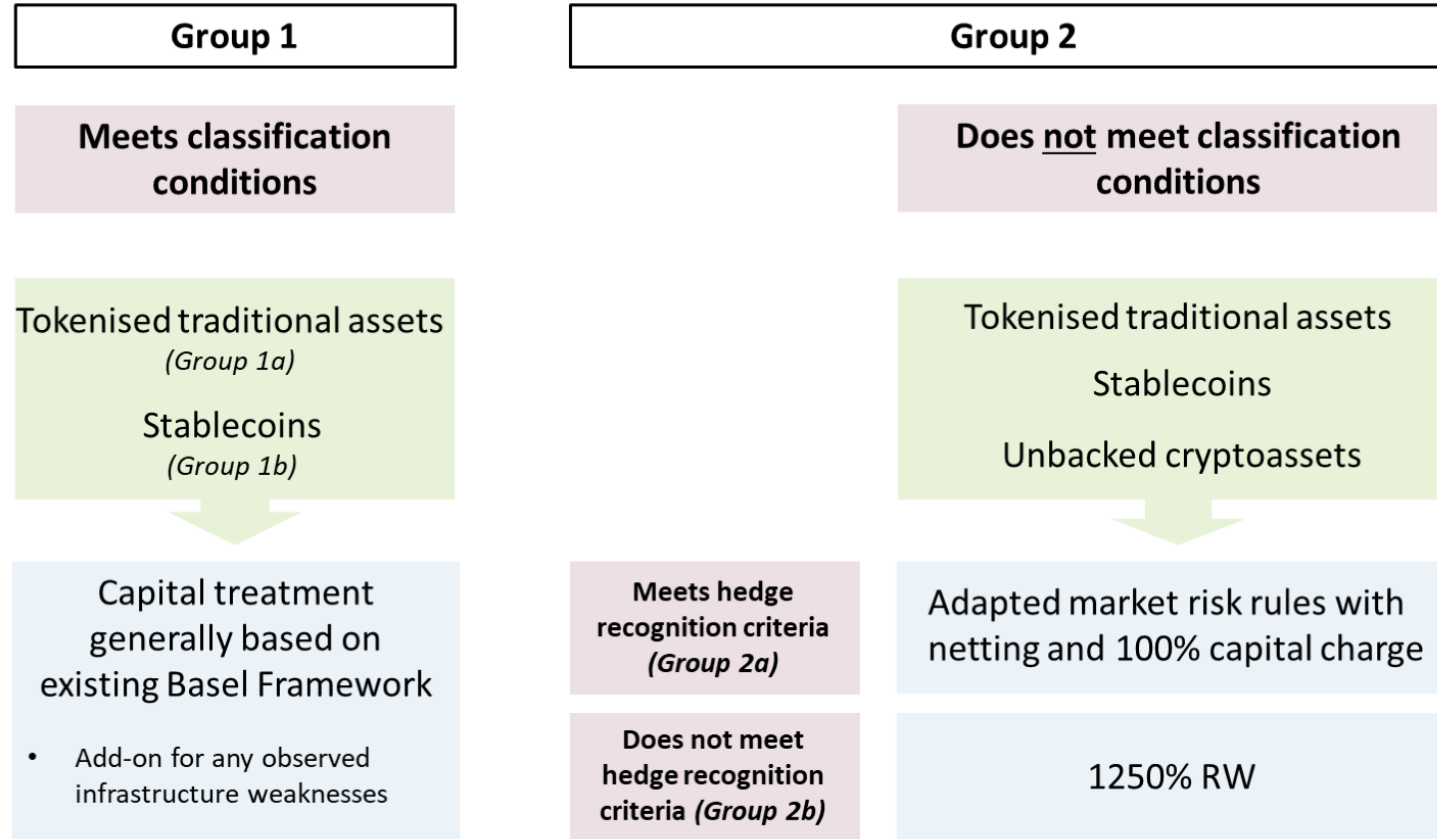 Group 1
Group 2
Meets classification
conditions
Does not meet classification
conditions
Tokenised traditional assets
(Group 1a)
Stablecoins
(Group 1b)
Tokenised traditional assets
Stablecoins
Unbacked cryptoassets
Capital treatment
generally based on
existing Basel Framework
• Add-on for any observed
infrastructure weaknesses
Meets hedge
recognition criteria
(Group 2a)
Adapted market risk rules with
netting and 100% capital charge
Does not meet
hedge recognition
criteria (Group 2b)
1250% RW